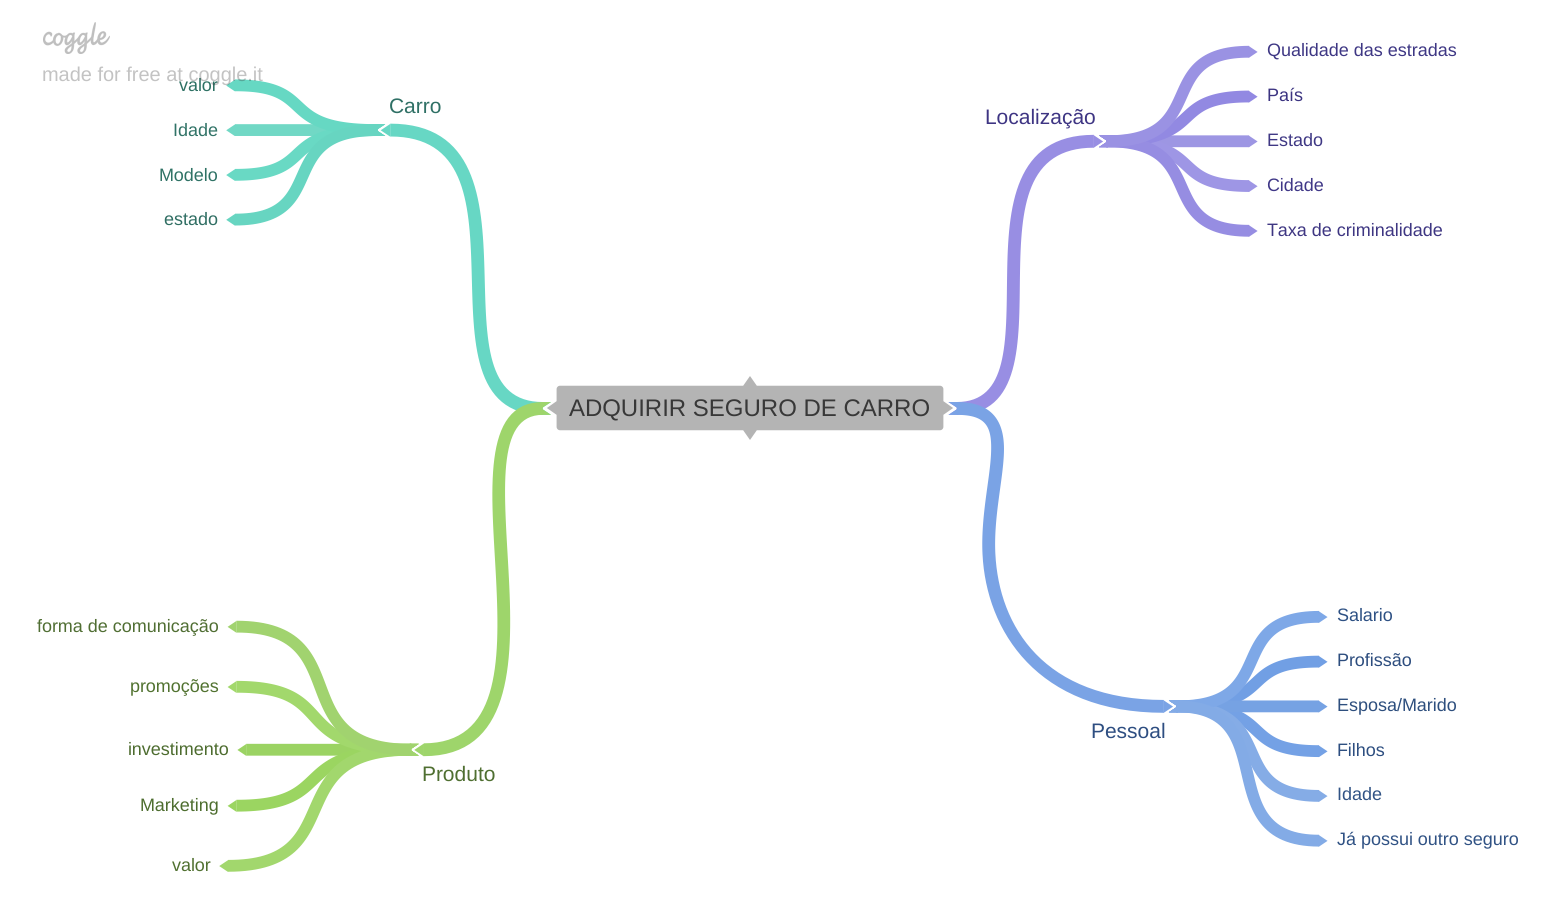 coggle
made for free at coggle.it
Carro
valor
Idade
Modelo
estado
Localização
Qualidade das estradas
País
Estado
Cidade
Taxa de criminalidade
ADQUIRIR SEGURO DE CARRO
forma de comunicação
promoções
investimento
Marketing
valor
Produto
Pessoal
Salario
Profissão
Esposa/Marido
Filhos
Idade
Já possui outro seguro